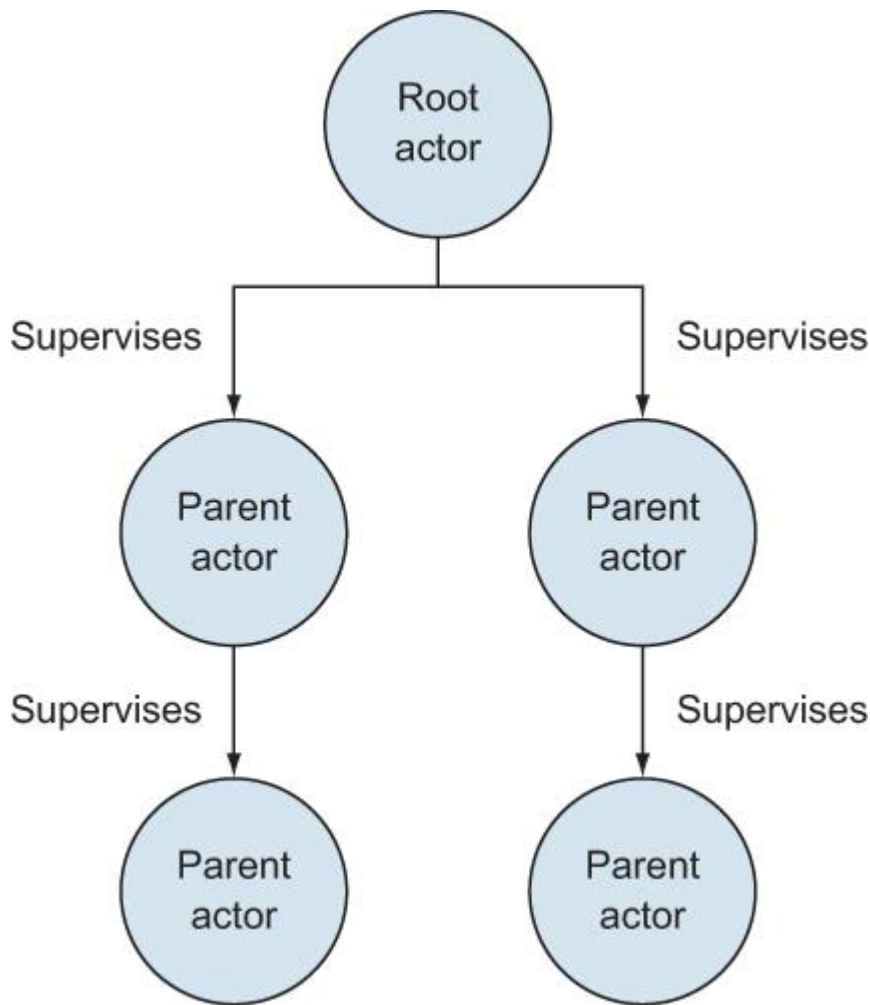 Root
actor
Supervises
Supervises
Parent
actor
Parent
actor
Supervises
Supervises
Parent
actor
Parent
actor